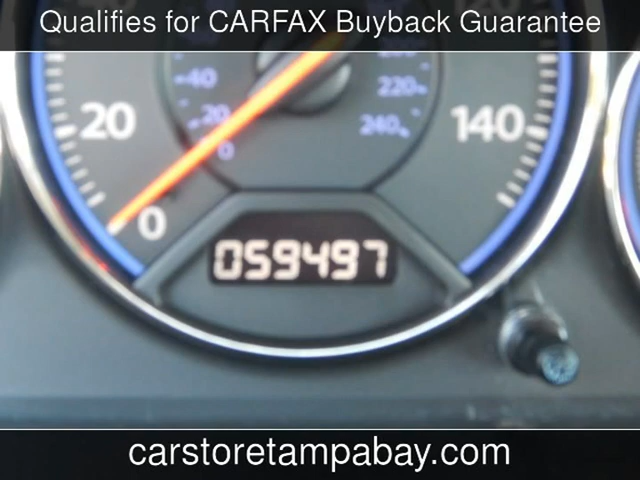 Qualifies for CARFAX Buyback Guarantee
40 220
20 20 240 140
0 0
059497
carstoretampabay.com